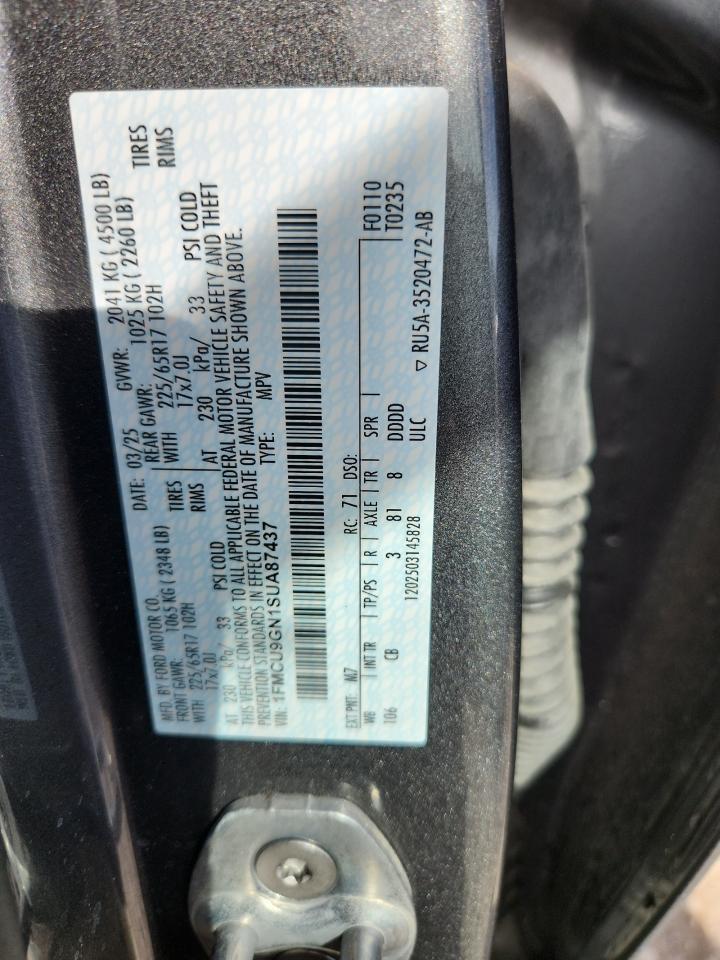 MFD. BY FORD MOTOR CO.
DATE: 03/25 GVWR: 2041 KG ( 4500 LB)
FRONT GAWR: 1065 KG ( 2348 LB) REAR GAWR: 1025 KG ( 2260 LB)
WITH 225/65R17 102H TIRES WITH 225/65R17 102H TIRES
17x7.0J RIMS 17x7.0J RIMS
AT 230 kPa/ 33 PSI COLD AT 230 kPa/ 33 PSI COLD
THIS VEHICLE CONFORMS TO ALL APPLICABLE FEDERAL MOTOR VEHICLE SAFETY AND THEFT
PREVENTION STANDARDS IN EFFECT ON THE DATE OF MANUFACTURE SHOWN ABOVE.
VIN: 1FMCU9GN1SUA87437 TYPE: MPV
EXT PNT: M7 RC: 71 DSO: F0110
WB INT TR TP/PS R AXLE TR SPR T0235
106 CB 3 81 8 DDDD
1202503145828 ULC ▽ RU5A-3520472-AB